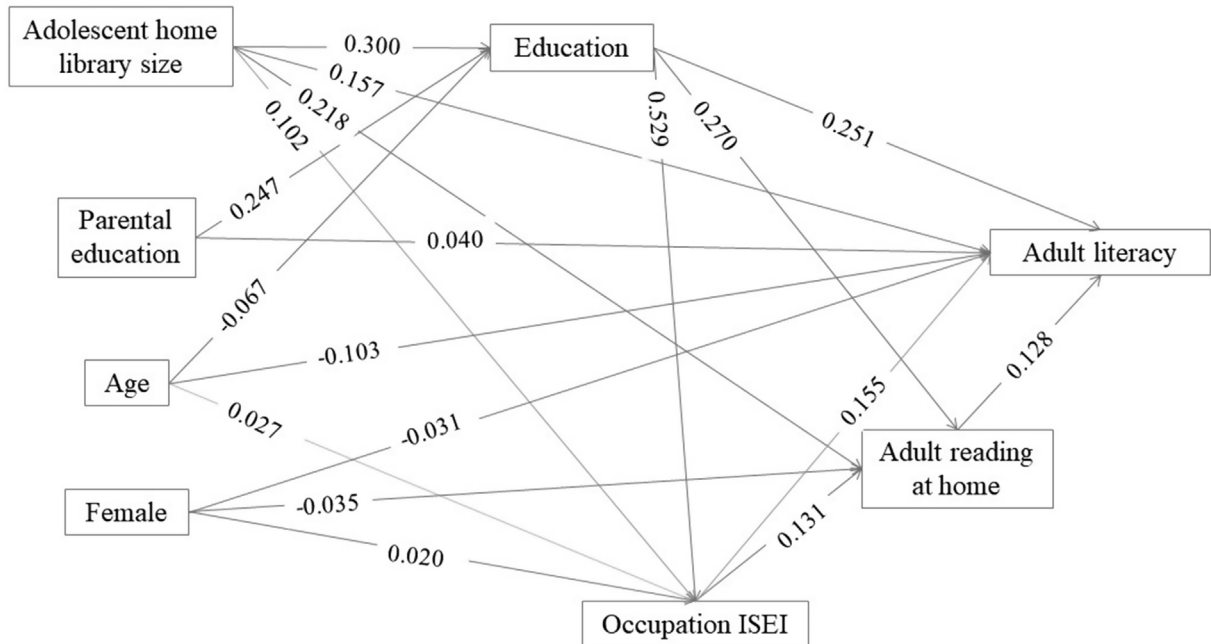 Adolescent home
library size
0.300
Education
0.157
0.218
0.102
0.529
0.270
0.251
Parental
education
0.247
0.040
Adult literacy
-0.067
Age
-0.103
0.128
0.027
-0.031
0.155
Adult reading
at home
Female
-0.035
0.131
0.020
Occupation ISEI